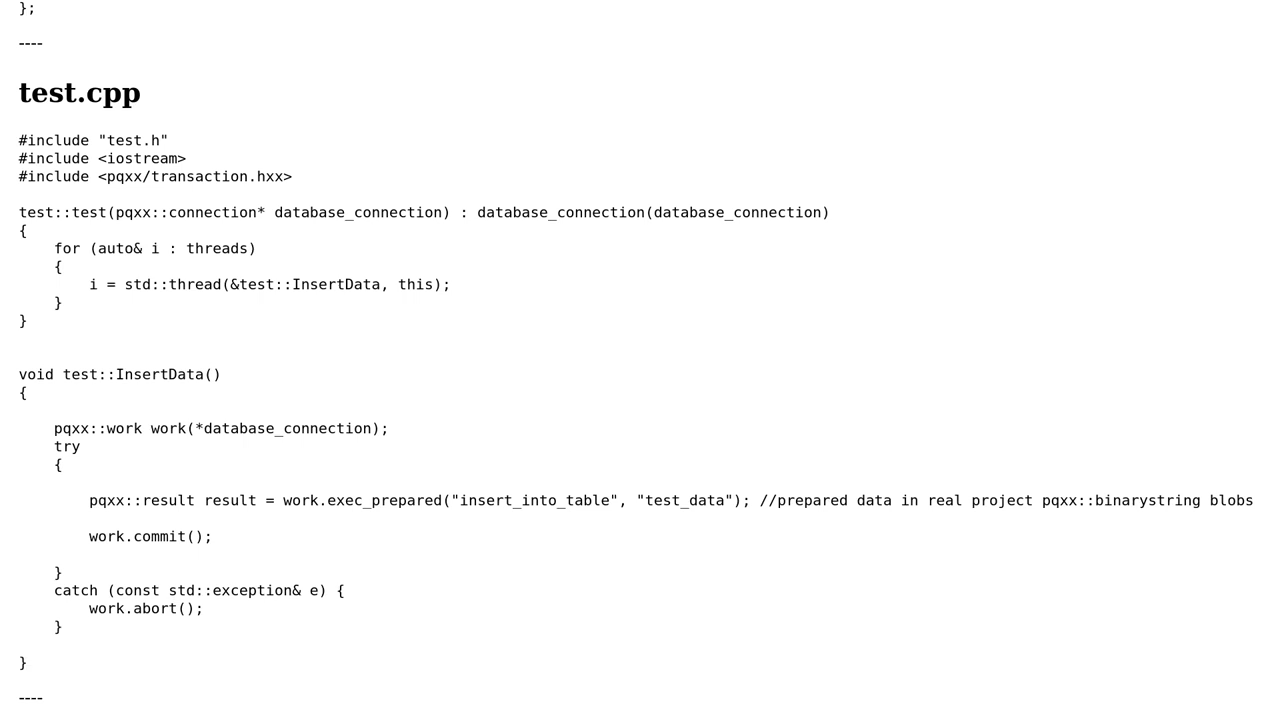 };
----
test.cpp
#include "test.h"
#include <iostream>
#include <pqxx/transaction.hxx>
test::test(pqxx::connection* database_connection) : database_connection(database_connection)
{
    for (auto& i : threads)
    {
        i = std::thread(&test::InsertData, this);
    }
}
void test::InsertData()
{
    pqxx::work work(*database_connection);
    try
    {
        pqxx::result result = work.exec_prepared("insert_into_table", "test_data"); //prepared data in real project pqxx::binarystring blobs
        work.commit();
    }
    catch (const std::exception& e) {
        work.abort();
    }
}
----